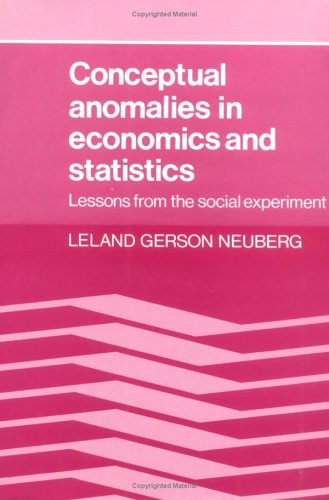 Copyrighted Material
Conceptual
anomalies in
economics and
statistics
Lessons from the social experiment
LELAND GERSON NEUBERG
Copyrighted Material